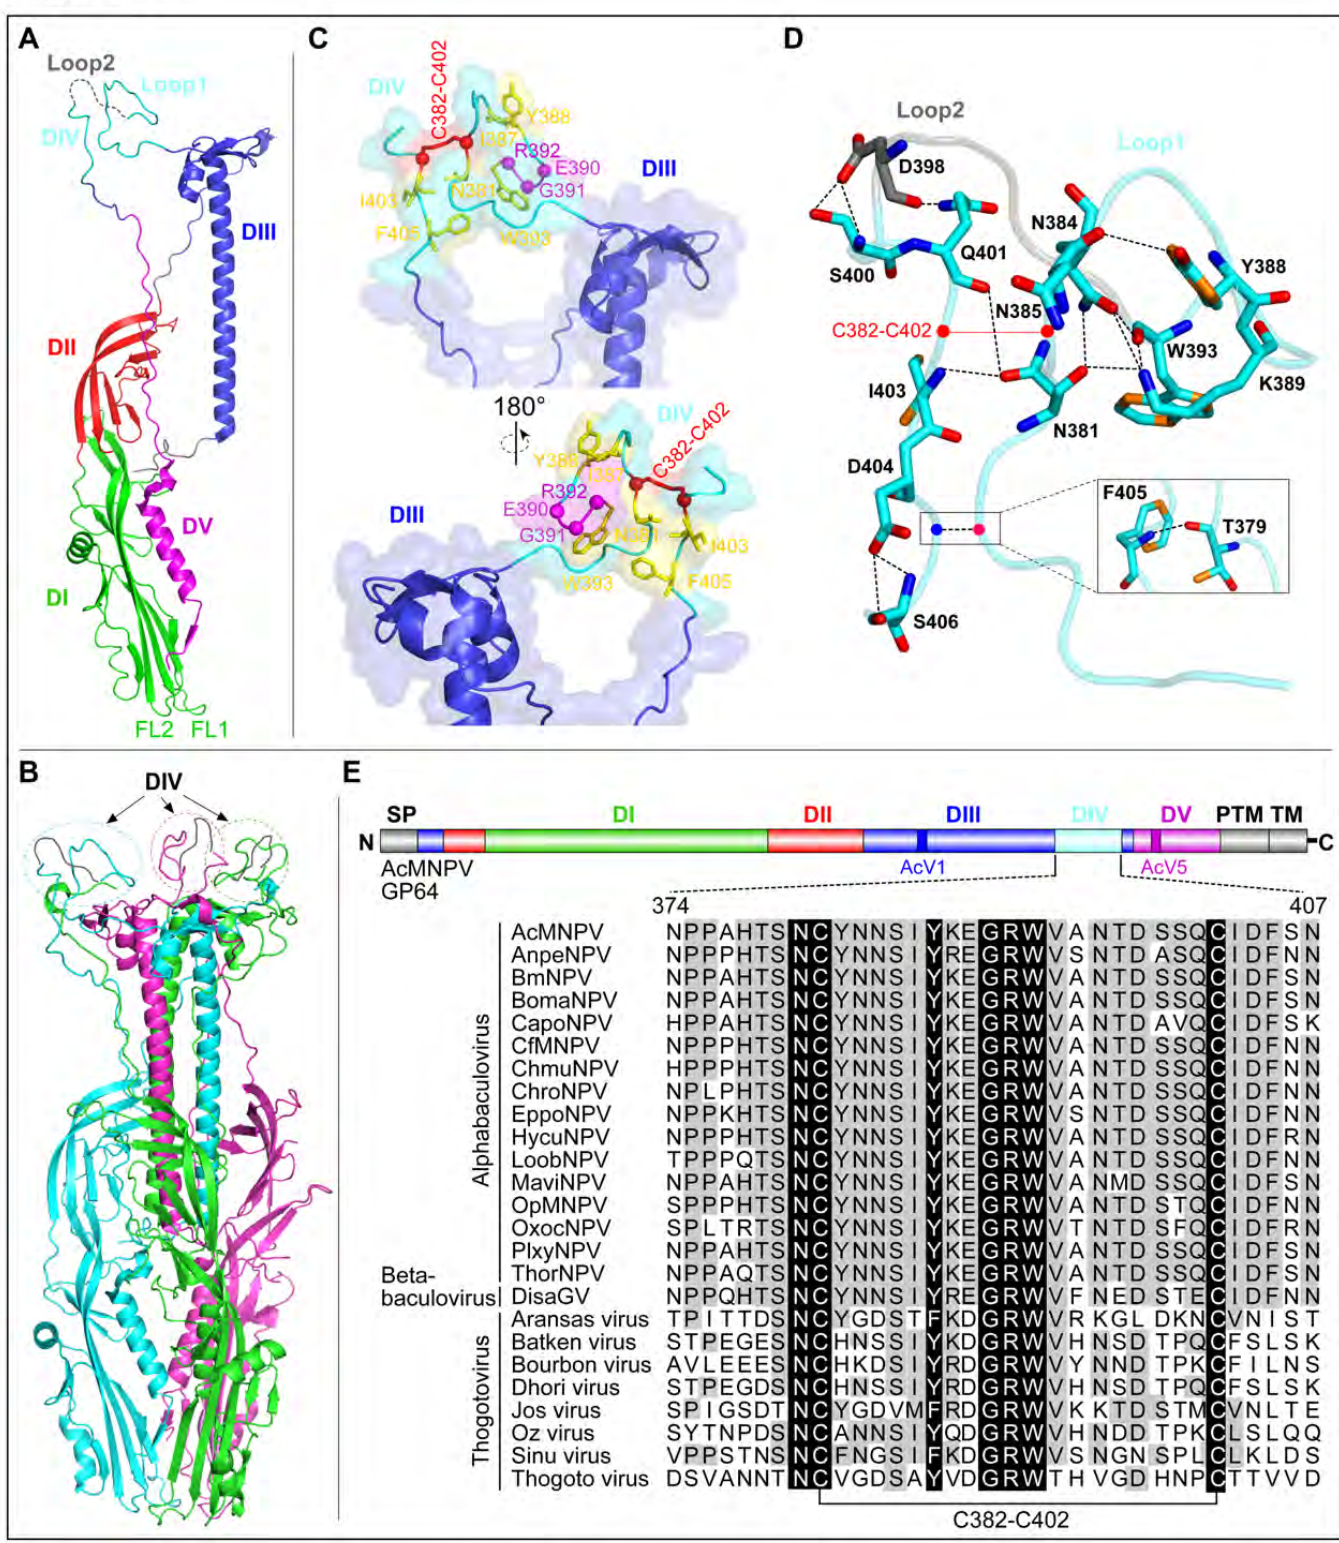 A
Loop2
Loop1
DIV
DIII
DII
DV
DI
FL2 FL1
B
DIV
C
DIV
C382-C402
Y388
I387
R392
E390
G391
N381
I403
F405
W393
DIII
180°
DIV
C382-C402
Y388
I387
R392
E390
G391
N381
I403
W393
F405
DIII
D
Loop2
Loop1
D398
N384
Q401
S400
Y388
N385
C382-C402
W393
K389
I403
N381
D404
F405
T379
S406
E
SP DI DII DIII DIV DV PTM TM
N C
AcMNPV AcV1 AcV5
GP64
374 407
Alphabaculovirus
AcMNPV NPPAHTSNCYNNSIYKEGRWVANTDSSQCIDFSN
AnpeNPV NPPPHTSNCYNNSIYREGRWVSNTDASQCIDFNN
BmNPV NPPAHTSNCYNNSIYKEGRWVANTDSSQCIDFSN
BomaNPV NPPAHTSNCYNNSIYKEGRWVANTDSSQCIDFSN
CapoNPV HPPAHTSNCYNNSIYKEGRWVANTDAVQCIDFSK
CfMNPV NPPPHTSNCYNNSIYKEGRWVANTDSSQCIDFNN
ChmuNPV HPPPHTSNCYNNSIYKEGRWVANTDSSQCIDFNN
ChroNPV NPLPHTSNCYNNSIYKEGRWVANTDSSQCIDFNN
EppoNPV NPPKHTSNCYNNSIYKEGRWVSNTDSSQCIDFNN
HycuNPV NPPPHTSNCYNNSIYKEGRWVANTDSSQCIDFRN
LoobNPV TPPPQTSNCYNNSIYKEGRWVANTDSSQCIDFNN
MaviNPV NPPAHTSNCYNNSIYKEGRWVANMDSSQCIDFSN
OpMNPV SPPPHTSNCYNNSIYKEGRWVANTDSTQCIDFNN
OxocNPV SPLTRTSNCYNNSIYKEGRWVTNTDSFQCIDFRN
PlxyNPV NPPAHTSNCYNNSIYKEGRWVANTDSSQCIDFSN
ThorNPV NPPAQTSNCYNNSIYKEGRWVANTDSSQCIDFSN
Beta-
baculovirus
DisaGV NPPQHTSNCYNNSIYREGRWVFNEDSTECIDFNN
Thogotovirus
Aransas virus TPITTDSNCYGDSTFKDGRWVRKGLDKNCVNIST
Batken virus STPEGESNCHNSSIYRDGRWVHNSDTPQCFSLSK
Bourbon virus AVLEEESNCHKDSIYRDGRWVYNNDTPKCFILNS
Dhori virus STPEGDSNCHNSSIYRDGRWVHNSDTPQCFSLSK
Jos virus SPIGSDTNCYGDVMFRDGRWVKKTDSTMCVNLTE
Oz virus SYTNPDSNCANNSIYQDGRWVHNDDTPKCLSLQQ
Sinu virus VPPSTNSNCFNGSIFKDGRWVSNGNSPLCLKLDS
Thogoto virus DSVANNTNCVGDSAYVDGRWTHVGDHNPCTTVVD
C382-C402